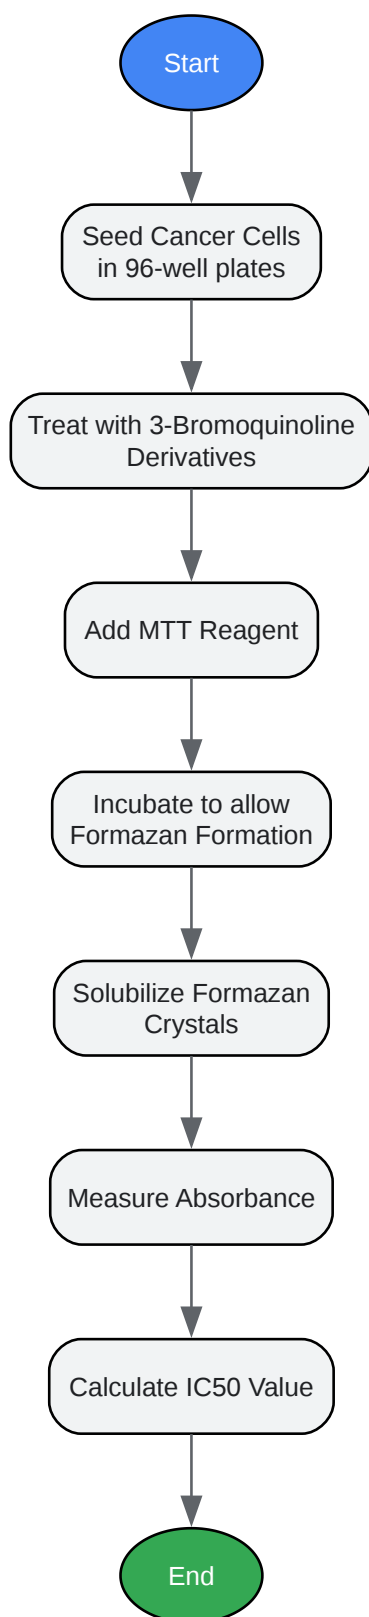 Start
Seed Cancer Cells
in 96-well plates
Treat with 3-Bromoquinoline
Derivatives
Add MTT Reagent
Incubate to allow
Formazan Formation
Solubilize Formazan
Crystals
Measure Absorbance
Calculate IC50 Value
End